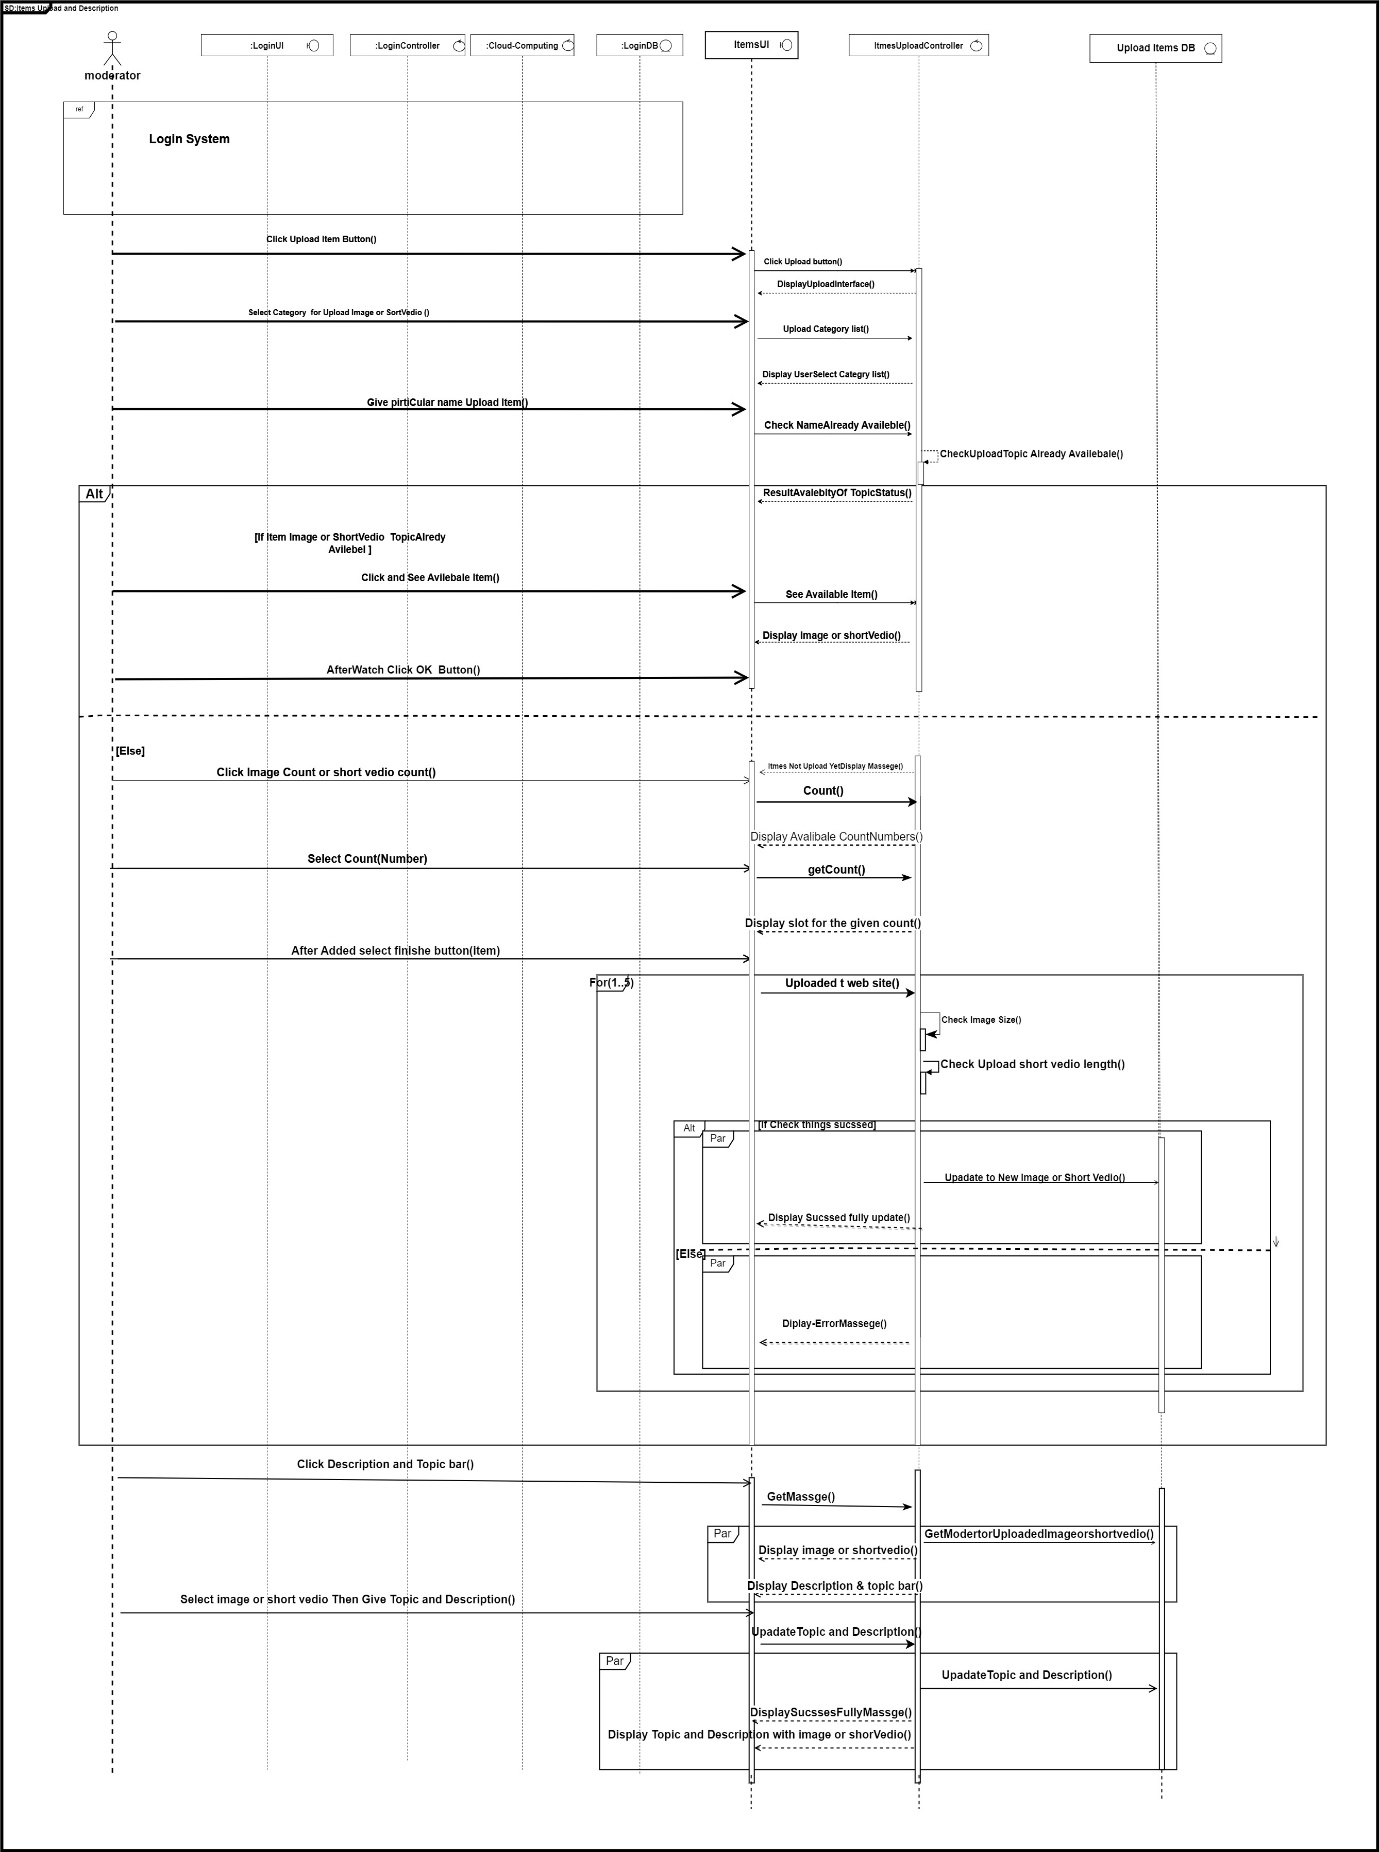 SD:Items Upload and Description
moderator
:LoginUI
:LoginController
:Cloud-Computing
:LoginDB
ItemsUI
ItmesUploadController
Upload Items DB
ref
Login System
Click Upload Item Button()
Click Upload button()
DisplayUploadInterface()
Select Category for Upload Image or SortVedio ()
Upload Category list()
Display UserSelect Categry list()
Give pirtiCular name Upload Item()
Check NameAlready Availeble()
CheckUploadTopic Already Availebale()
Alt
ResultAvalebityOf TopicStatus()
[If Item Image or ShortVedio TopicAlredy
Avilebel ]
Click and See Avilebale Item()
See Available Item()
Display Image or shortVedio()
AfterWatch Click OK Button()
[Else]
Itmes Not Upload YetDisplay Massege()
Click Image Count or short vedio count()
Count()
Display Avalibale CountNumbers()
Select Count(Number)
getCount()
Display slot for the given count()
After Added select finishe button(Item)
For(1..5)
Uploaded t web site()
Check Image Size()
Check Upload short vedio length()
Alt
[If Check things sucssed]
Par
Upadate to New Image or Short Vedio()
Display Sucssed fully update()
[Else]
Par
Diplay-ErrorMassege()
Click Description and Topic bar()
GetMassge()
Par
GetModertorUploadedImageorshortvedio()
Display image or shortvedio()
Display Description & topic bar()
Select image or short vedio Then Give Topic and Description()
UpadateTopic and Description()
Par
UpadateTopic and Description()
DisplaySucssesFullyMassge()
Display Topic and Description with image or shorVedio()